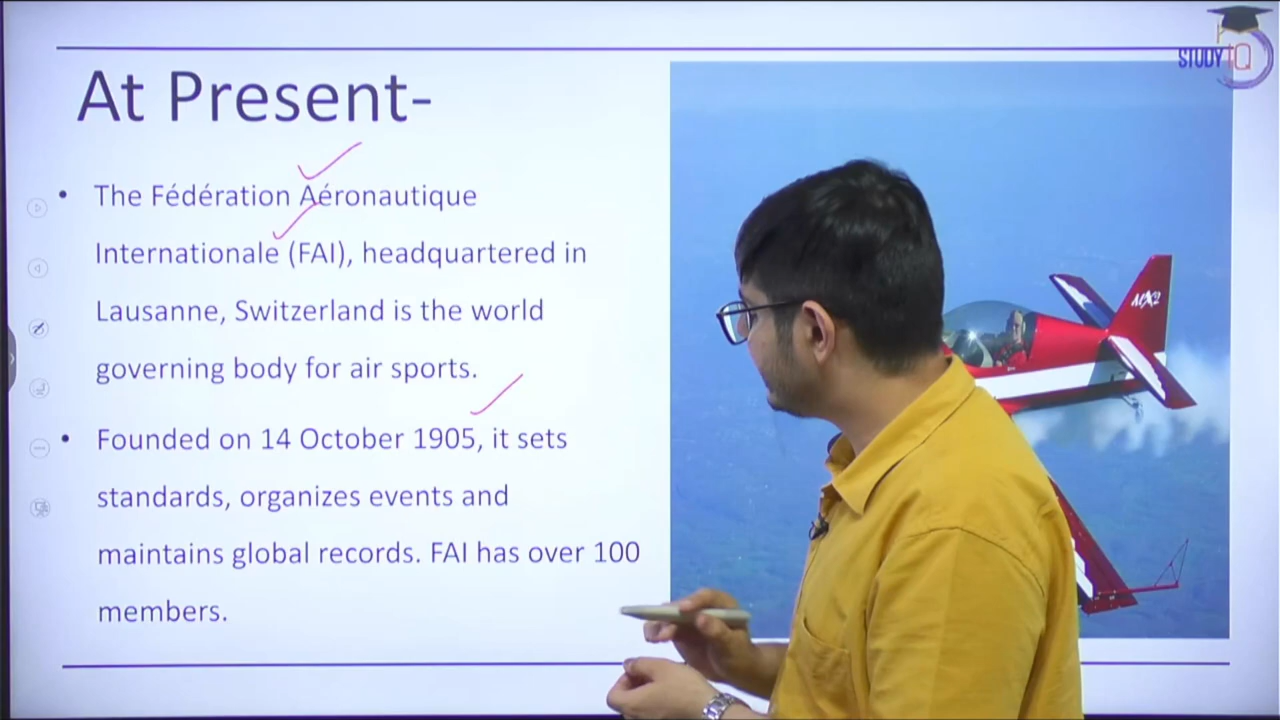 STUDY IQ
At Present-
• The Fédération Aéronautique
Internationale (FAI), headquartered in
Lausanne, Switzerland is the world
governing body for air sports.
• Founded on 14 October 1905, it sets
standards, organizes events and
maintains global records. FAI has over 100
members.
MX2